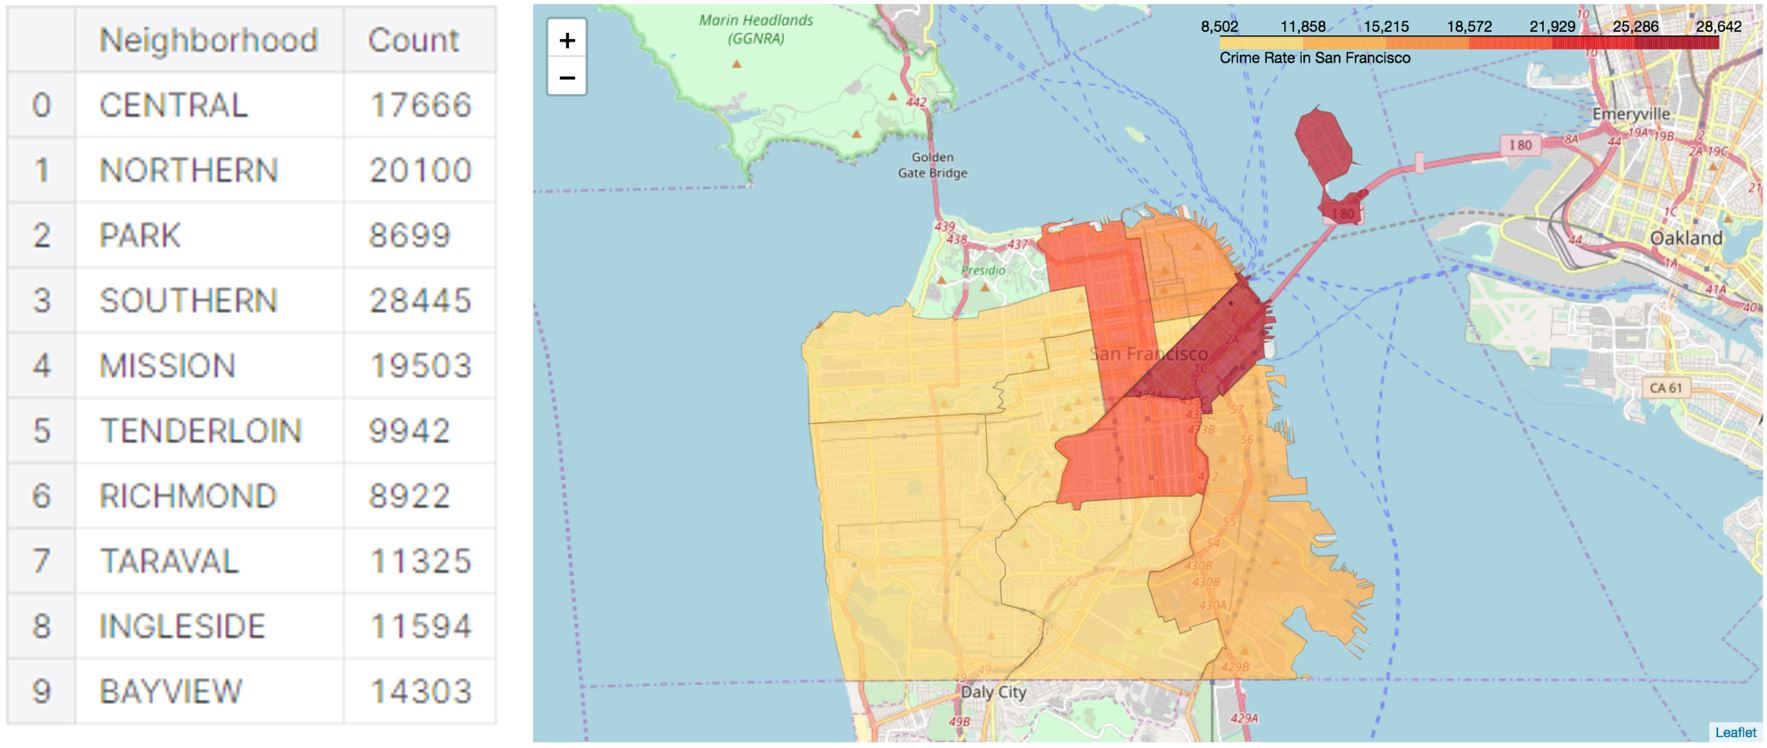 Neighborhood Count
0 CENTRAL 17666
1 NORTHERN 20100
2 PARK 8699
3 SOUTHERN 28445
4 MISSION 19503
5 TENDERLOIN 9942
6 RICHMOND 8922
7 TARAVAL 11325
8 INGLESIDE 11594
9 BAYVIEW 14303
+
−
8,502 11,858 15,215 18,572 21,929 25,286 28,642
Crime Rate in San Francisco
Marin Headlands
(GGNRA)
10
10
442
Emeryville
19A 19B
8A
44
2
2A 19C
I 80
Golden
Gate Bridge
21
I 80
1C
439
438
437
44
Oakland
Presidio
1A
41A
40
2A
San Francisco
1C
CA 61
434A
57
433B
56
432
55
54
430B
52
430B
430A
49
429B
Daly City
49B
429A
Leaflet